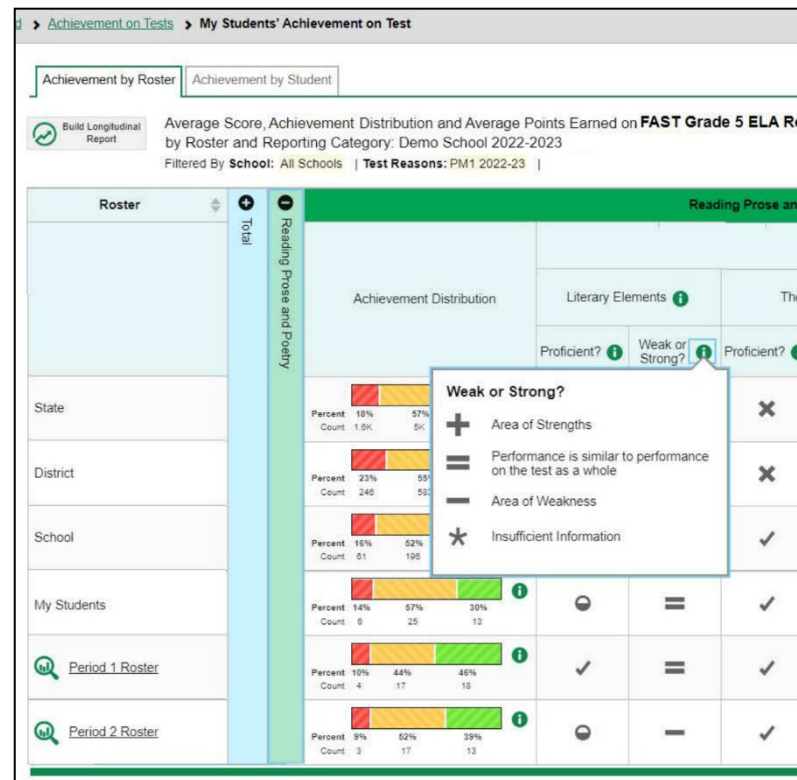 d > Achievement on Tests > My Students' Achievement on Test
Achievement by Roster Achievement by Student
Build Longitudinal Report
Average Score, Achievement Distribution and Average Points Earned on FAST Grade 5 ELA Re
by Roster and Reporting Category: Demo School 2022-2023
Filtered By School: All Schools | Test Reasons: PM1 2022-23 |
Roster
Total
Reading Prose and Poetry
Reading Prose an
Achievement Distribution
Literary Elements
The
Proficient?
Weak or Strong?
Proficient?
Weak or Strong?
Area of Strengths
Performance is similar to performance
on the test as a whole
Area of Weakness
Insufficient Information
State
Percent 18% 57%
Count 1.6K 5K
District
Percent 23% 55%
Count 246
School
Percent 16% 52%
Count 61 196
My Students
Percent 14% 57% 30%
Count 6 25 13
Period 1 Roster
Percent 10% 44% 46%
Count 4 17 18
Period 2 Roster
Percent 9% 52% 39%
Count 3 17 13